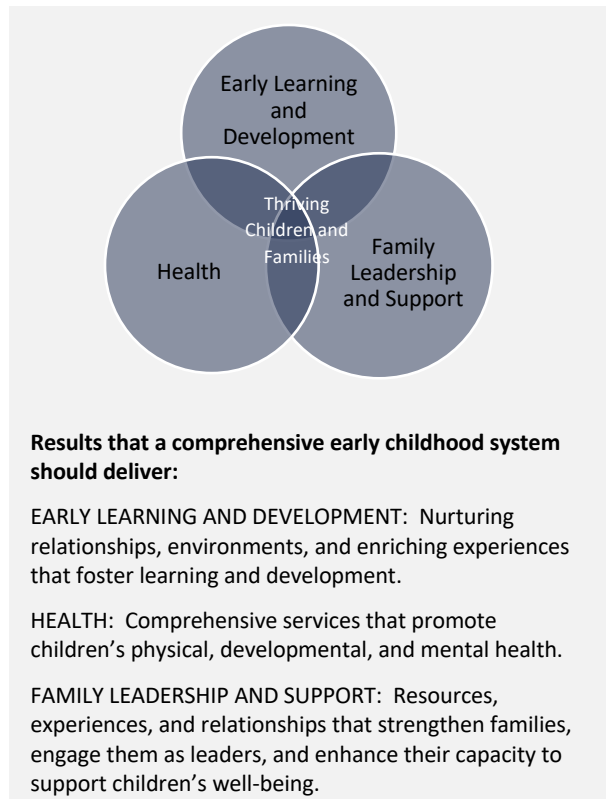 Early Learning
and
Development
Thriving
Children and
Families
Health
Family
Leadership
and Support
Results that a comprehensive early childhood system
should deliver:
EARLY LEARNING AND DEVELOPMENT:  Nurturing
relationships, environments, and enriching experiences
that foster learning and development.
HEALTH:  Comprehensive services that promote
children’s physical, developmental, and mental health.
FAMILY LEADERSHIP AND SUPPORT:  Resources,
experiences, and relationships that strengthen families,
engage them as leaders, and enhance their capacity to
support children’s well-being.